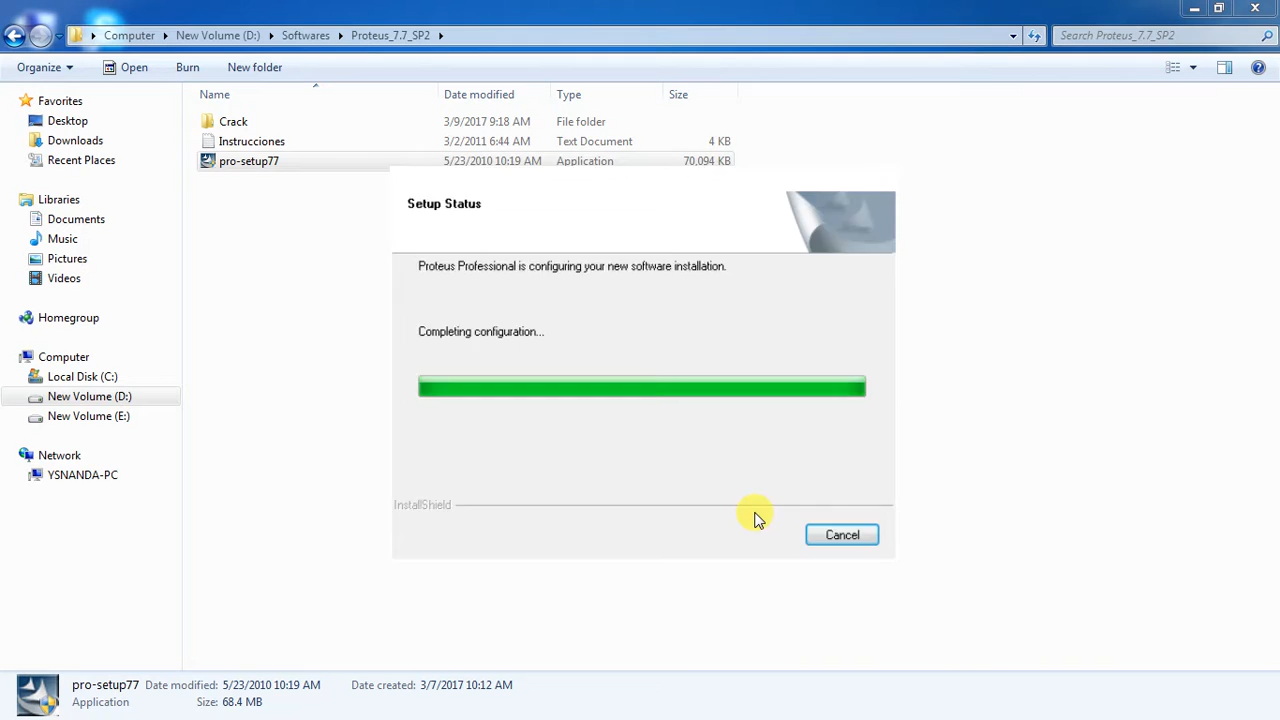 Computer New Volume (D:) Softwares Proteus_7.7_SP2 Search Proteus_7.7_SP2
Organize Open Burn New folder
Name Date modified Type Size
Favorites
Desktop
Downloads
Recent Places
Libraries
Documents
Music
Pictures
Videos
Homegroup
Computer
Local Disk (C:)
New Volume (D:)
New Volume (E:)
Network
YSNANDA-PC
Crack 3/9/2017 9:18 AM File folder
Instrucciones 3/2/2011 6:44 AM Text Document 4 KB
pro-setup77 5/23/2010 10:19 AM Application 70,094 KB
Setup Status
Proteus Professional is configuring your new software installation.
Completing configuration...
InstallShield
Cancel
pro-setup77 Date modified: 5/23/2010 10:19 AM Date created: 3/7/2017 10:12 AM
Application Size: 68.4 MB